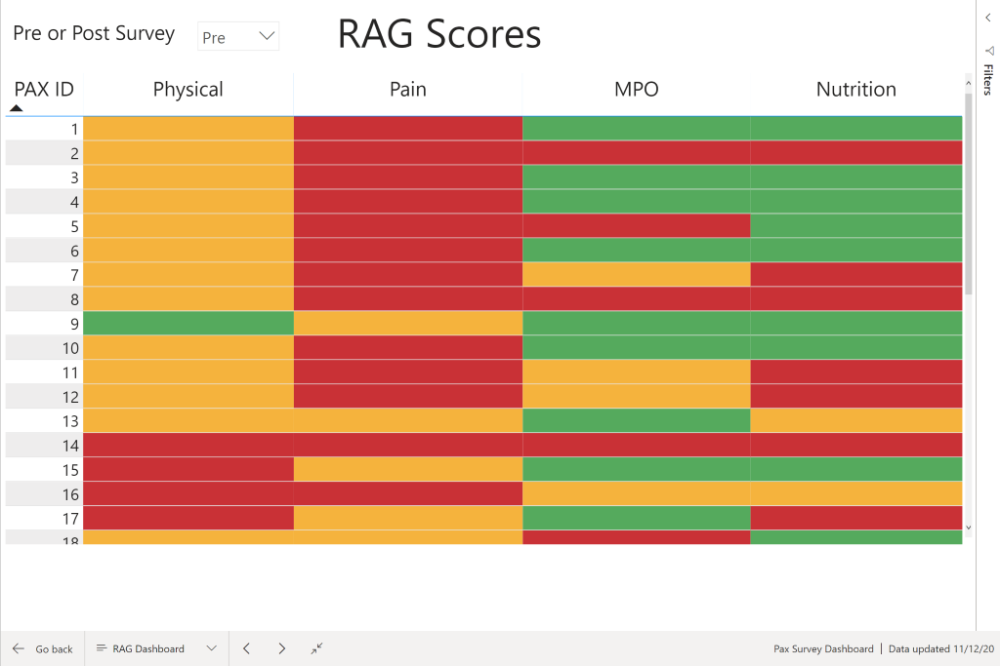 Pre or Post Survey
Pre
RAG Scores
Filters
PAX ID Physical Pain MPO Nutrition
1
2
3
4
5
6
7
8
9
10
11
12
13
14
15
16
17
18
Go back
RAG Dashboard
Pax Survey Dashboard | Data updated 11/12/20